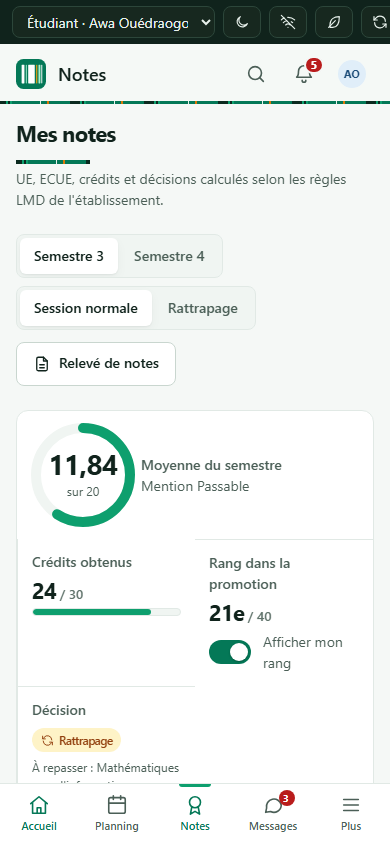 Étudiant · Awa Ouédraogo
Notes
5
AO
Mes notes
UE, ECUE, crédits et décisions calculés selon les règles
LMD de l'établissement.
Semestre 3
Semestre 4
Session normale
Rattrapage
Relevé de notes
11,84
sur 20
Moyenne du semestre
Mention Passable
Crédits obtenus
24 / 30
Rang dans la
promotion
21e / 40
Afficher mon
rang
Décision
Rattrapage
À repasser : Mathématiques
3
Accueil
Planning
Notes
Messages
Plus